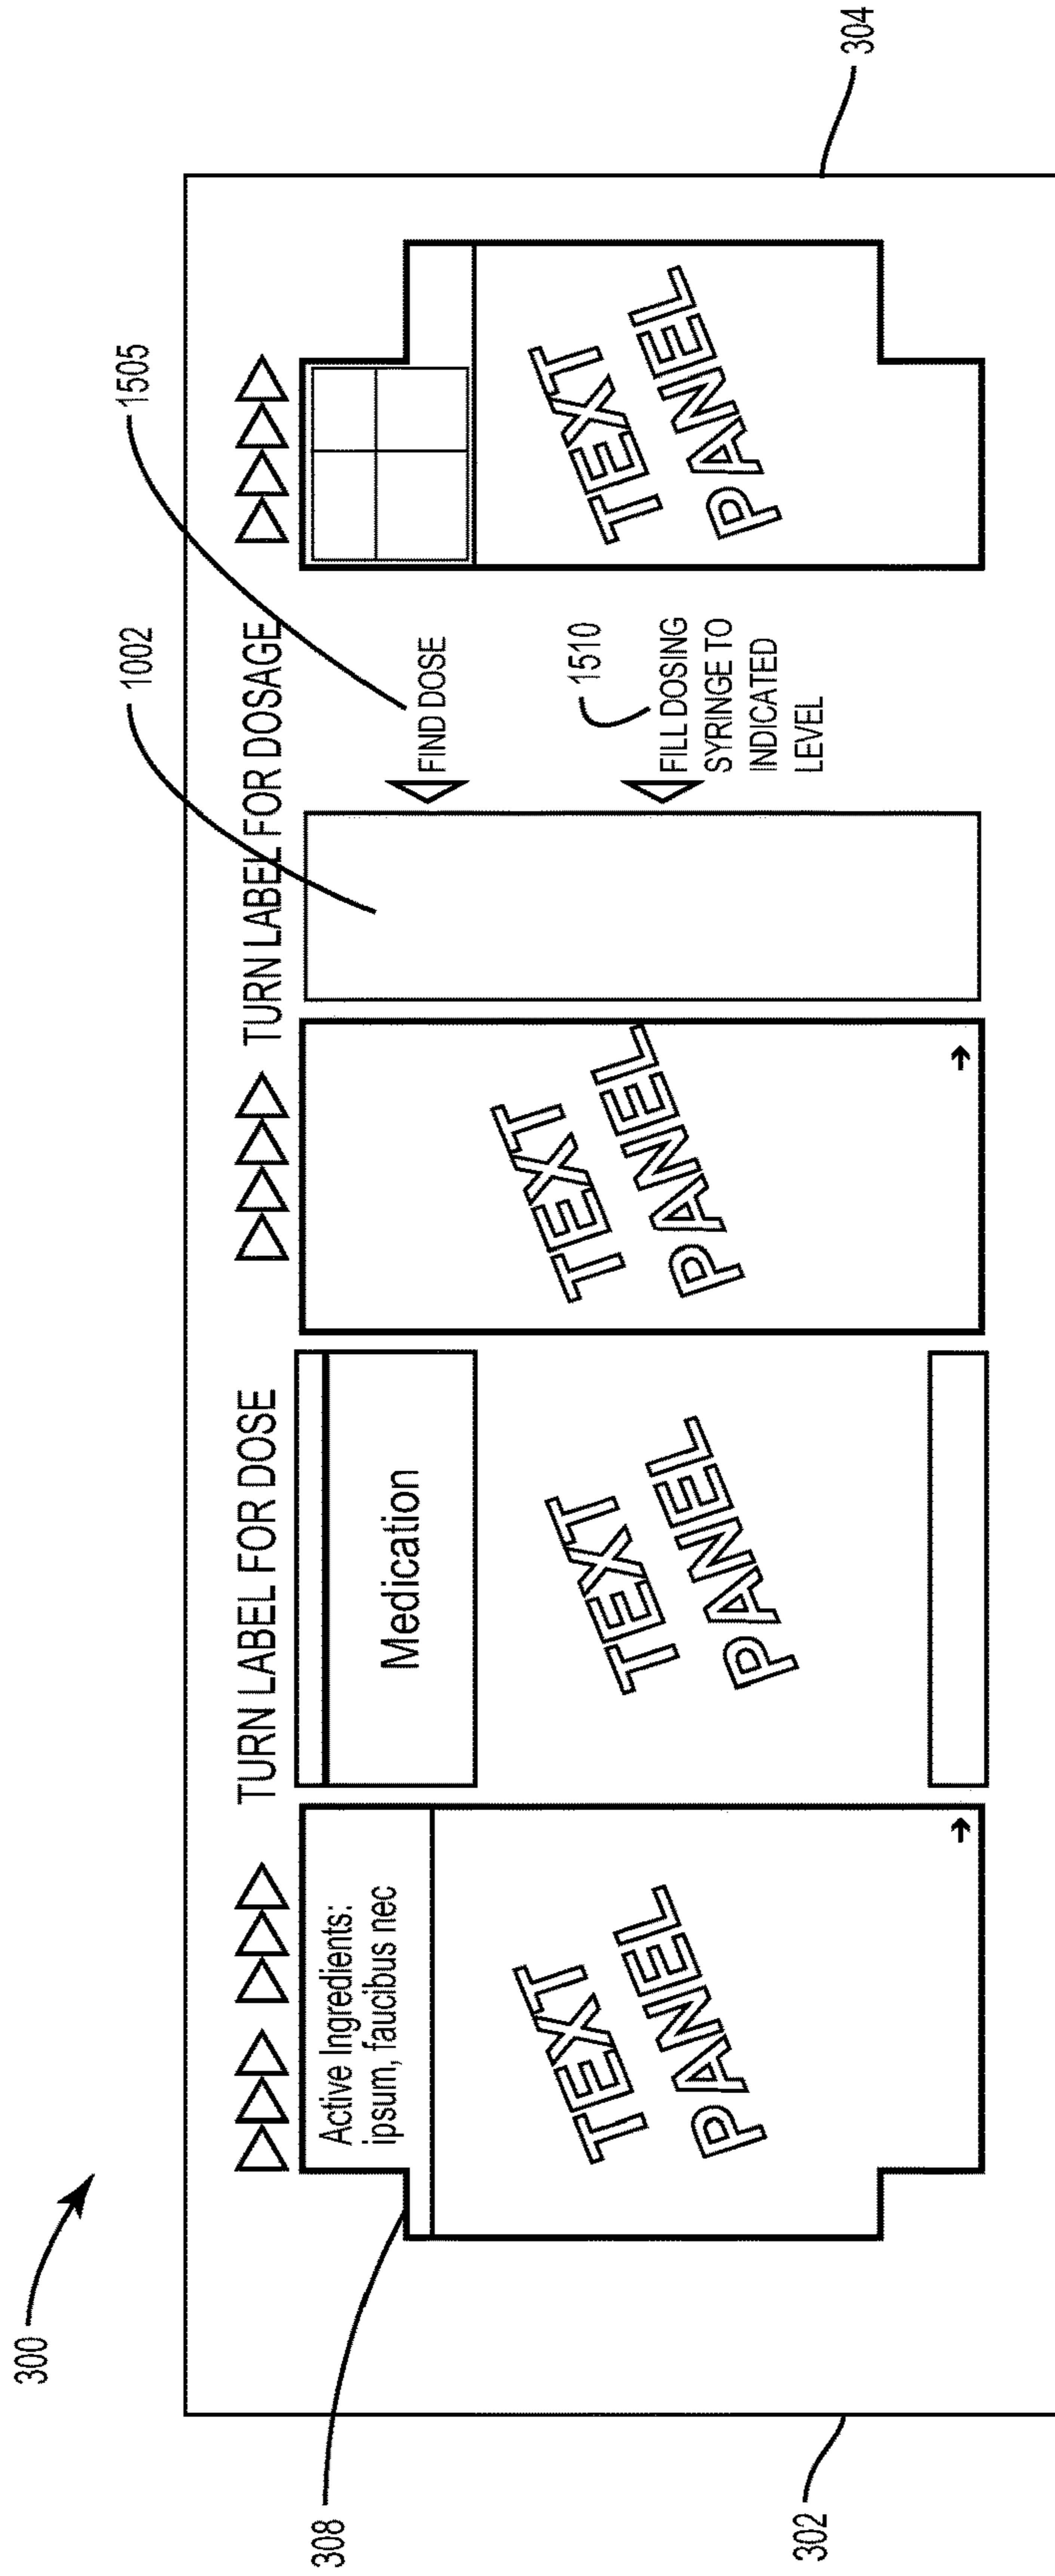 300
308
302
304
1002
1505
1510
TURN LABEL FOR DOSE
TURN LABEL FOR DOSAGE
Active Ingredients:
ipsum, faucibus nec
TEXT
PANEL
Medication
TEXT
PANEL
TEXT
PANEL
FIND DOSE
FILL DOSING
SYRINGE TO
INDICATED
LEVEL
TEXT
PANEL